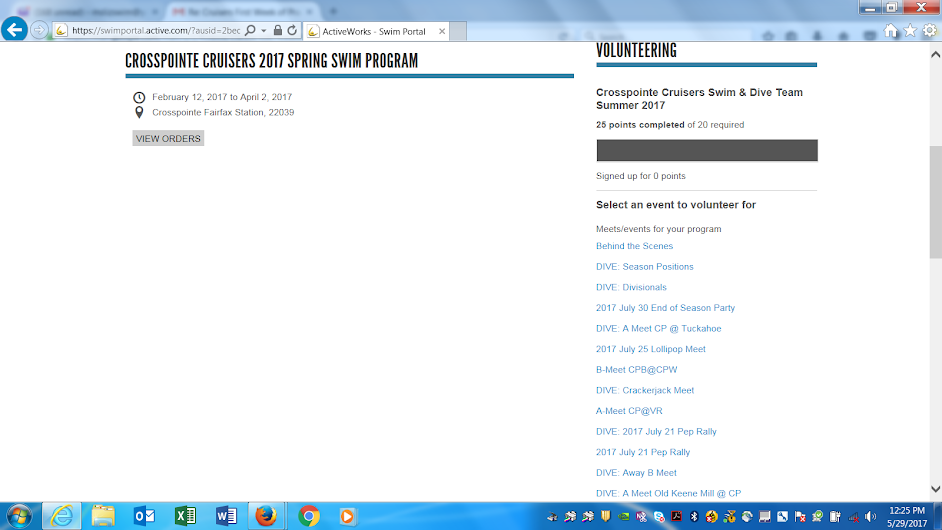 https://swimportal.active.com/?ausid=2bec
ActiveWorks - Swim Portal
CROSSPOINTE CRUISERS 2017 SPRING SWIM PROGRAM
February 12, 2017 to April 2, 2017
Crosspointe Fairfax Station, 22039
VIEW ORDERS
VOLUNTEERING
Crosspointe Cruisers Swim & Dive Team
Summer 2017
25 points completed of 20 required
Signed up for 0 points
Select an event to volunteer for
Meets/events for your program
Behind the Scenes
DIVE: Season Positions
DIVE: Divisionals
2017 July 30 End of Season Party
DIVE: A Meet CP @ Tuckahoe
2017 July 25 Lollipop Meet
B-Meet CPB@CPW
DIVE: Crackerjack Meet
A-Meet CP@VR
DIVE: 2017 July 21 Pep Rally
2017 July 21 Pep Rally
DIVE: Away B Meet
DIVE: A Meet Old Keene Mill @ CP
12:25 PM
5/29/2017